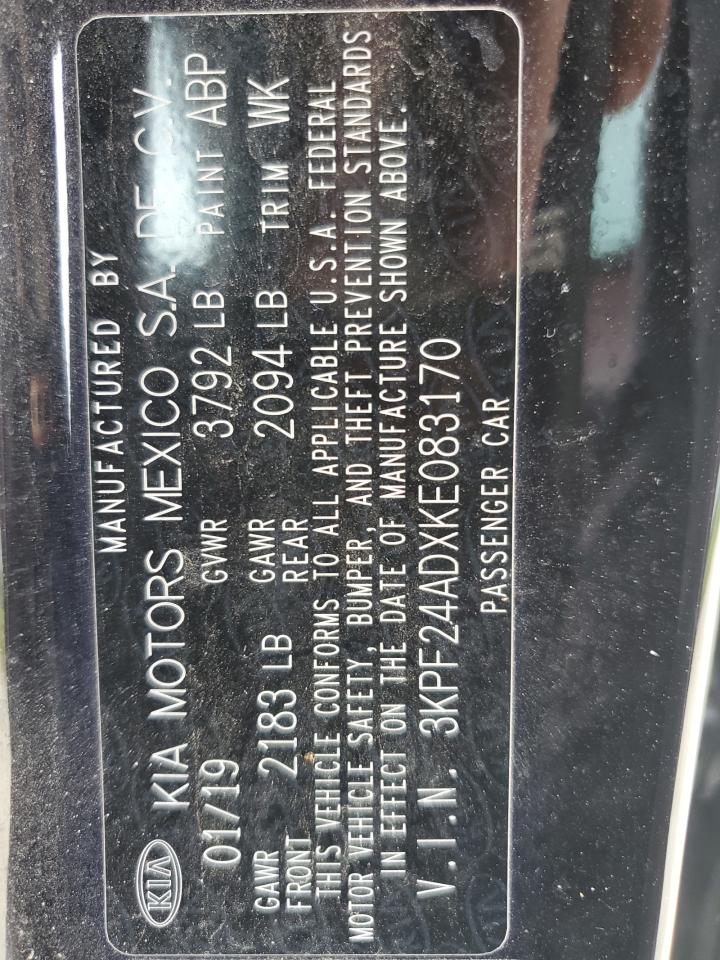 MANUFACTURED BY
KIA KIA MOTORS MEXICO S.A. DE C.V.
01/19 GVWR 3792 LB PAINT ABP
GAWR FRONT 2183 LB GAWR REAR 2094 LB TRIM WK
THIS VEHICLE CONFORMS TO ALL APPLICABLE U.S.A. FEDERAL
MOTOR VEHICLE SAFETY, BUMPER, AND THEFT PREVENTION STANDARDS
IN EFFECT ON THE DATE OF MANUFACTURE SHOWN ABOVE.
V.I.N. 3KPF24ADXKE083170
PASSENGER CAR